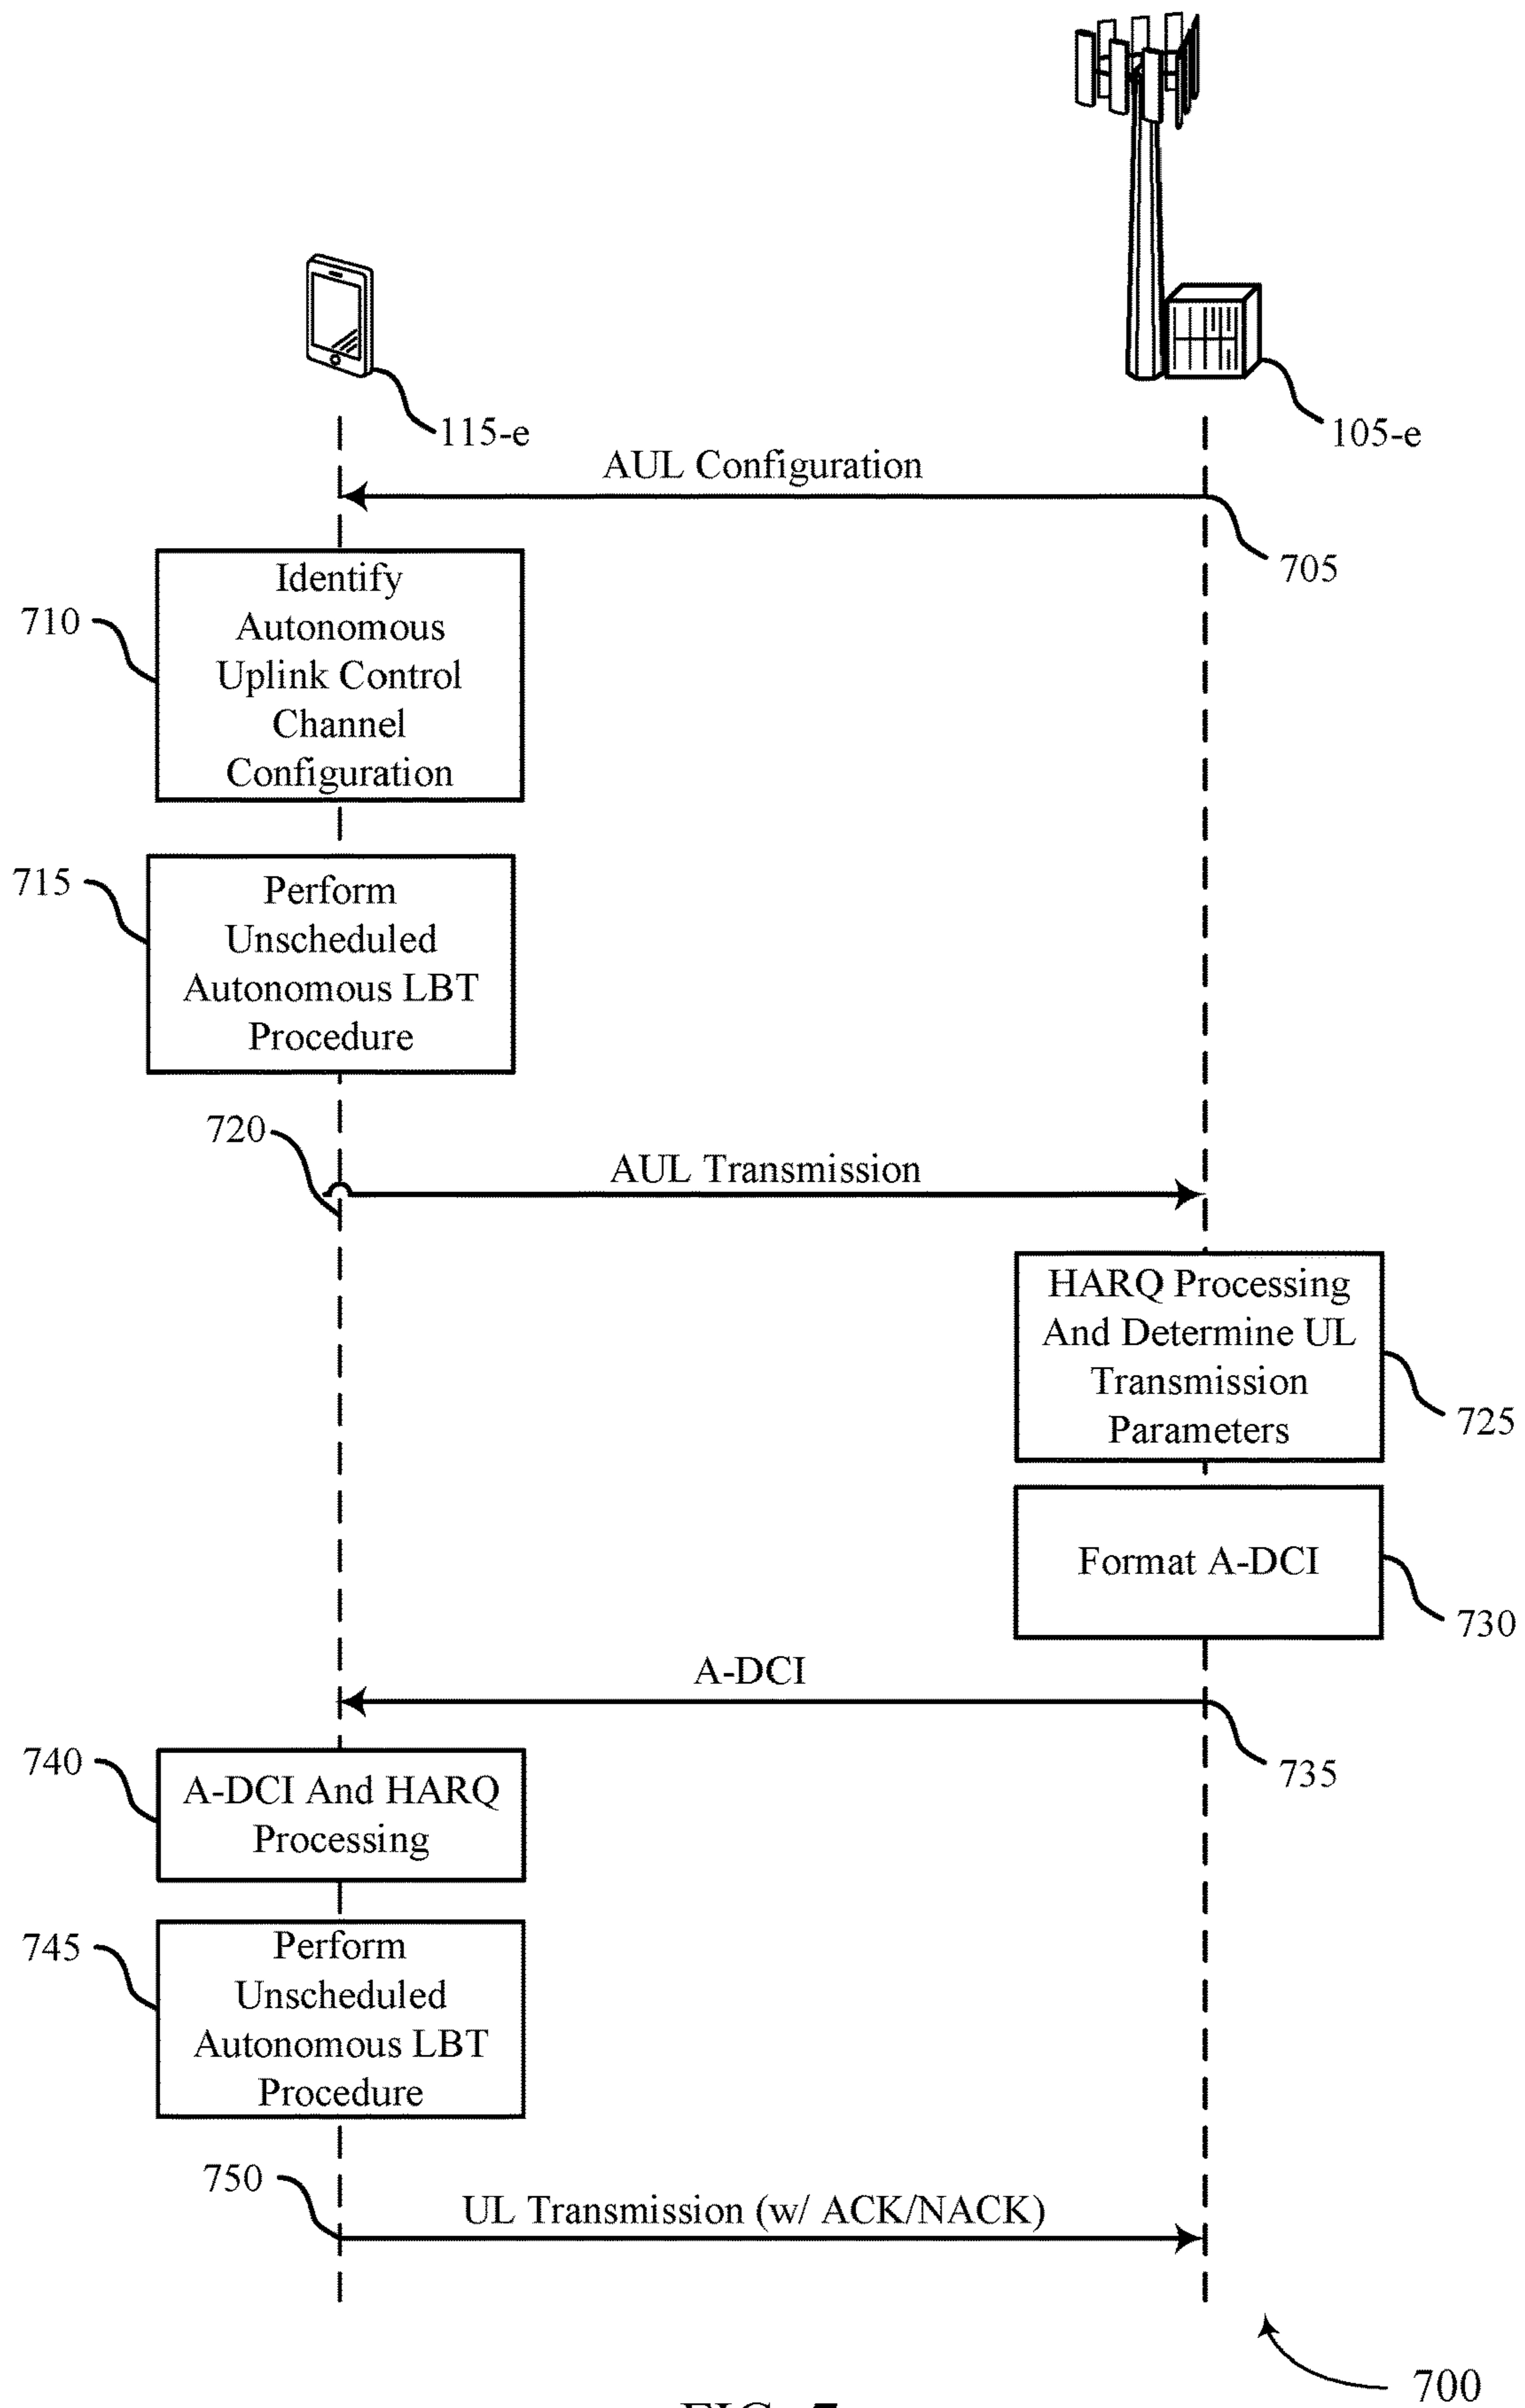 115-e
105-e
AUL Configuration
705
710
Identify
Autonomous
Uplink Control
Channel
Configuration
715
Perform
Unscheduled
Autonomous LBT
Procedure
720
AUL Transmission
HARQ Processing
And Determine UL
Transmission
Parameters
725
Format A-DCI
730
A-DCI
735
740
A-DCI And HARQ
Processing
745
Perform
Unscheduled
Autonomous LBT
Procedure
750
UL Transmission (w/ ACK/NACK)
700